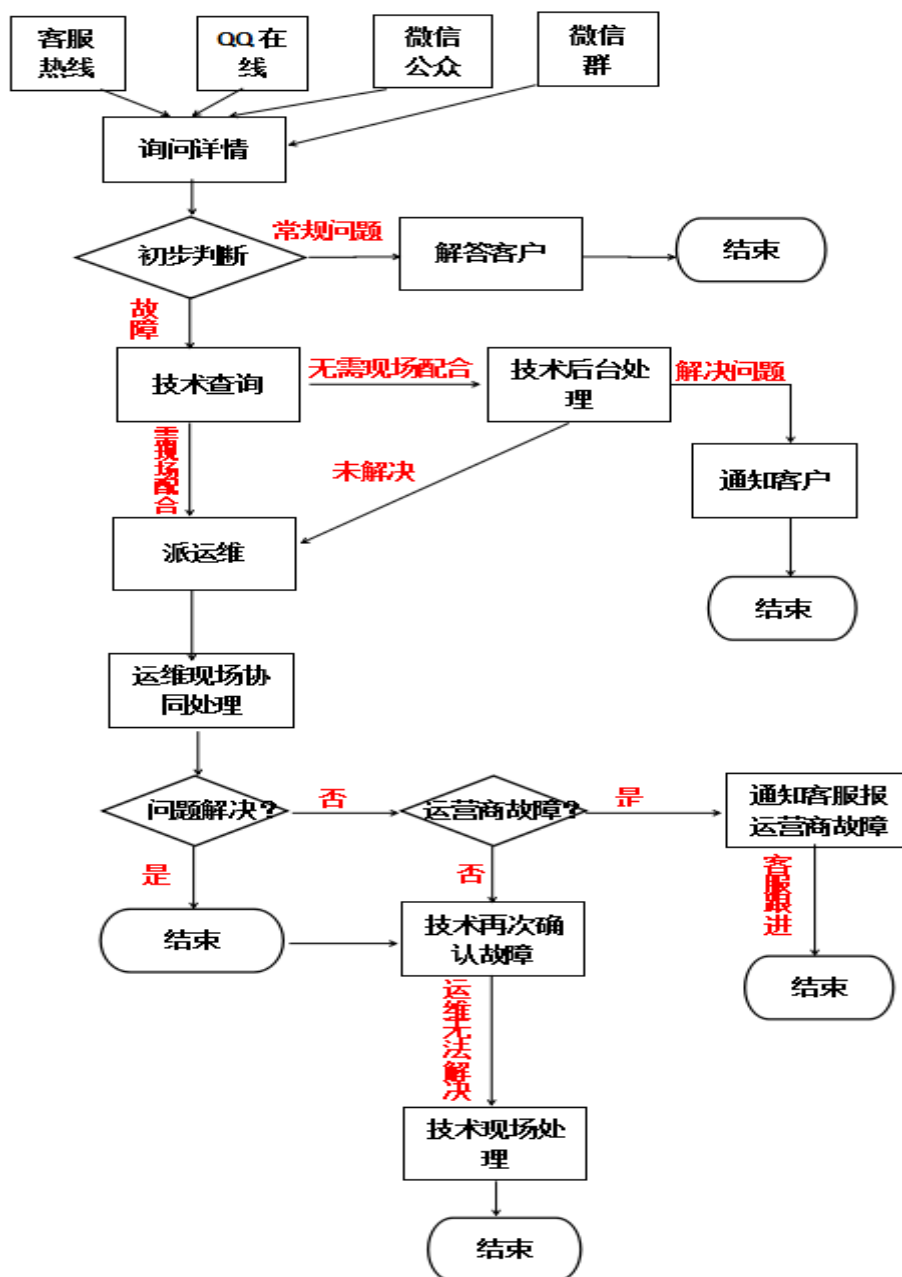 客服
热线
QQ在
线
微信
公众
微信
群
询问详情
初步判断
常规问题
解答客户
结束
故
障
技术查询
无需现场配合
技术后台处
理
解决问题
需
现
场
配
合
未解决
通知客户
派运维
结束
运维现场协
同处理
问题解决？
否
运营商故障？
是
通知客服报
运营商故障
是
否
客
服
跟
进
结束
技术再次确
认故障
结束
运
维
无
法
解
决
技术现场处
理
结束